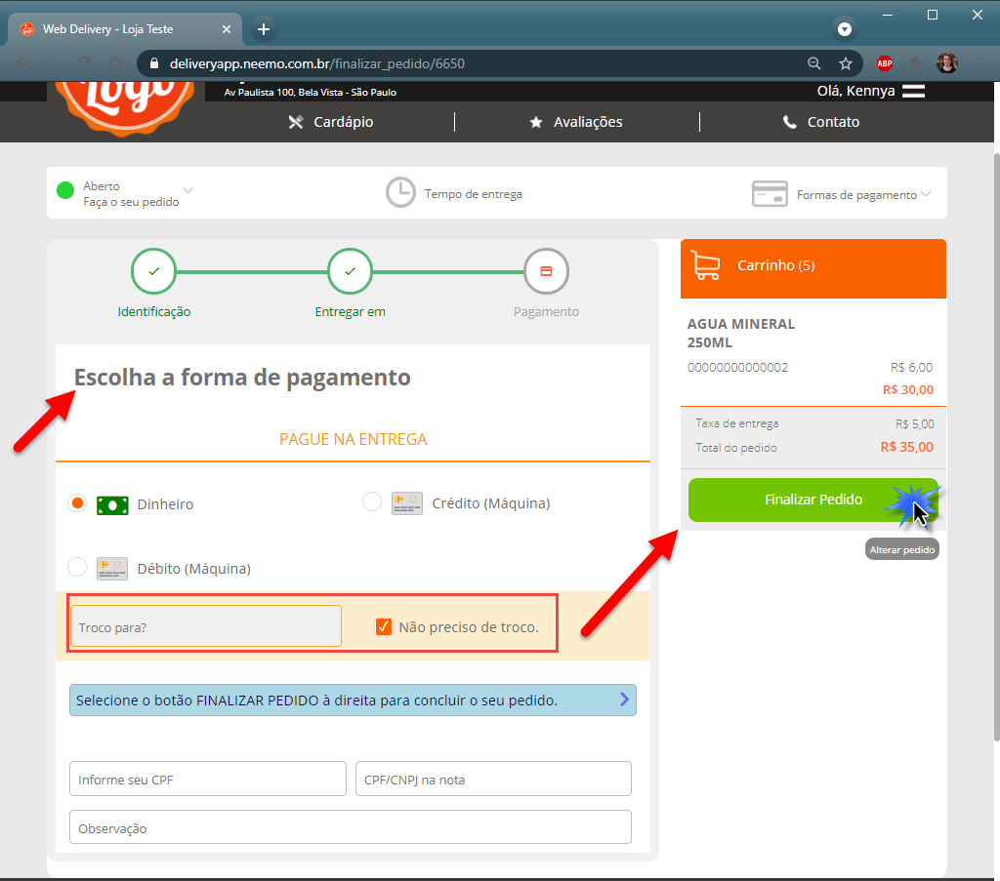 Web Delivery - Loja Teste
deliveryapp.neemo.com.br/finalizar_pedido/6650
ABP
Logo
Av Paulista 100, Bela Vista - São Paulo
Olá, Kennya
Cardápio
Avaliações
Contato
Aberto
Faça o seu pedido
Tempo de entrega
Formas de pagamento
Identificação
Entregar em
Pagamento
Escolha a forma de pagamento
PAGUE NA ENTREGA
Dinheiro
Crédito (Máquina)
Débito (Máquina)
Troco para?
Não preciso de troco.
Selecione o botão FINALIZAR PEDIDO à direita para concluir o seu pedido.
Informe seu CPF
CPF/CNPJ na nota
Observação
Carrinho (5)
AGUA MINERAL
250ML
00000000000002 R$ 6,00
R$ 30,00
Taxa de entrega R$ 5,00
Total do pedido R$ 35,00
Finalizar Pedido
Alterar pedido